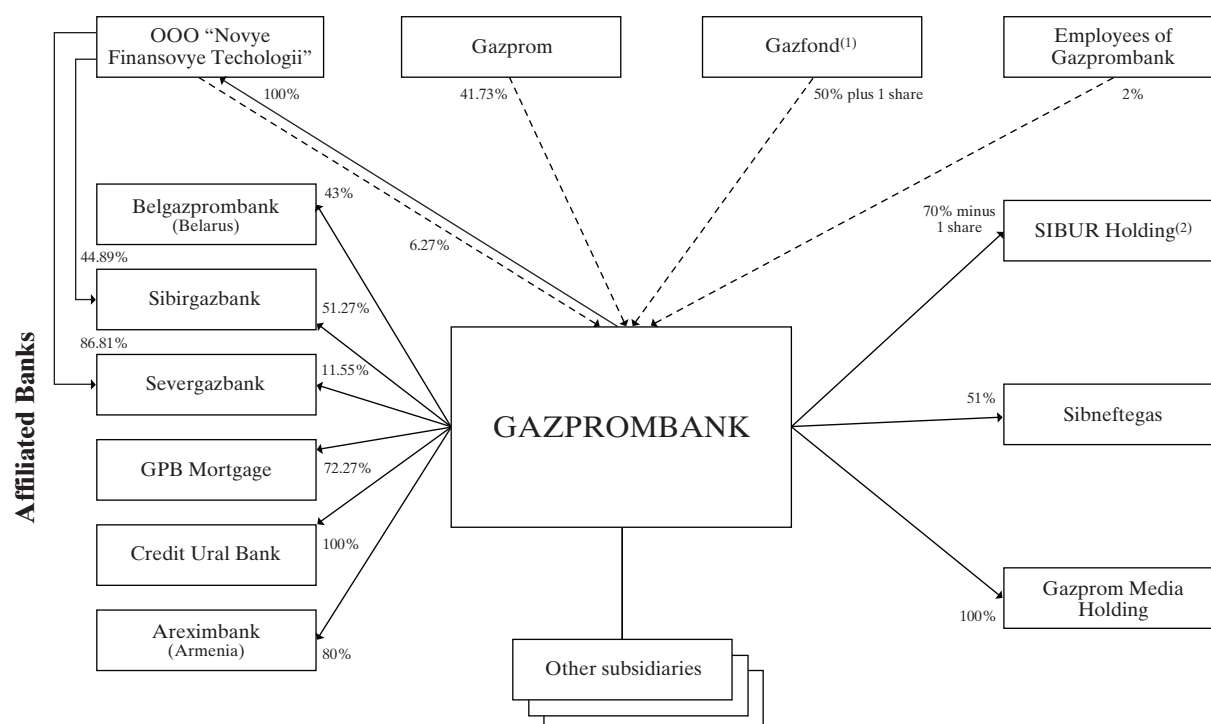 OOO “Novye
Finansovye Techologii”
Gazprom
Gazfond(1)
Employees of
Gazprombank
100%
41.73%
50% plus 1 share
2%
Belgazprombank
(Belarus)
43%
6.27%
70% minus
1 share
SIBUR Holding(2)
44.89%
Sibirgazbank
51.27%
86.81%
Severgazbank
11.55%
GAZPROMBANK
51%
Sibneftegas
Affiliated Banks
GPB Mortgage
72.27%
Credit Ural Bank
100%
Gazprom Media
Holding
100%
Areximbank
(Armenia)
80%
Other subsidiaries